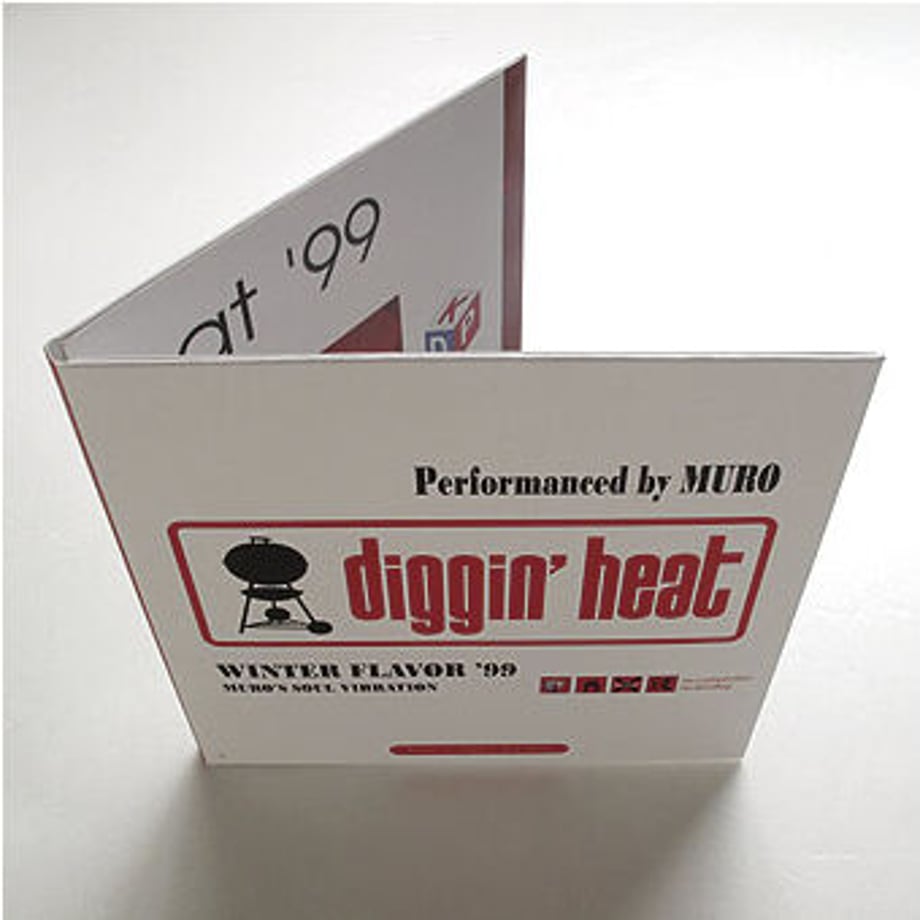 at '99
K
D P
Performanced by MURO
diggin' heat
WINTER FLAVOR '99
MURO'S SOUL VIBRATION